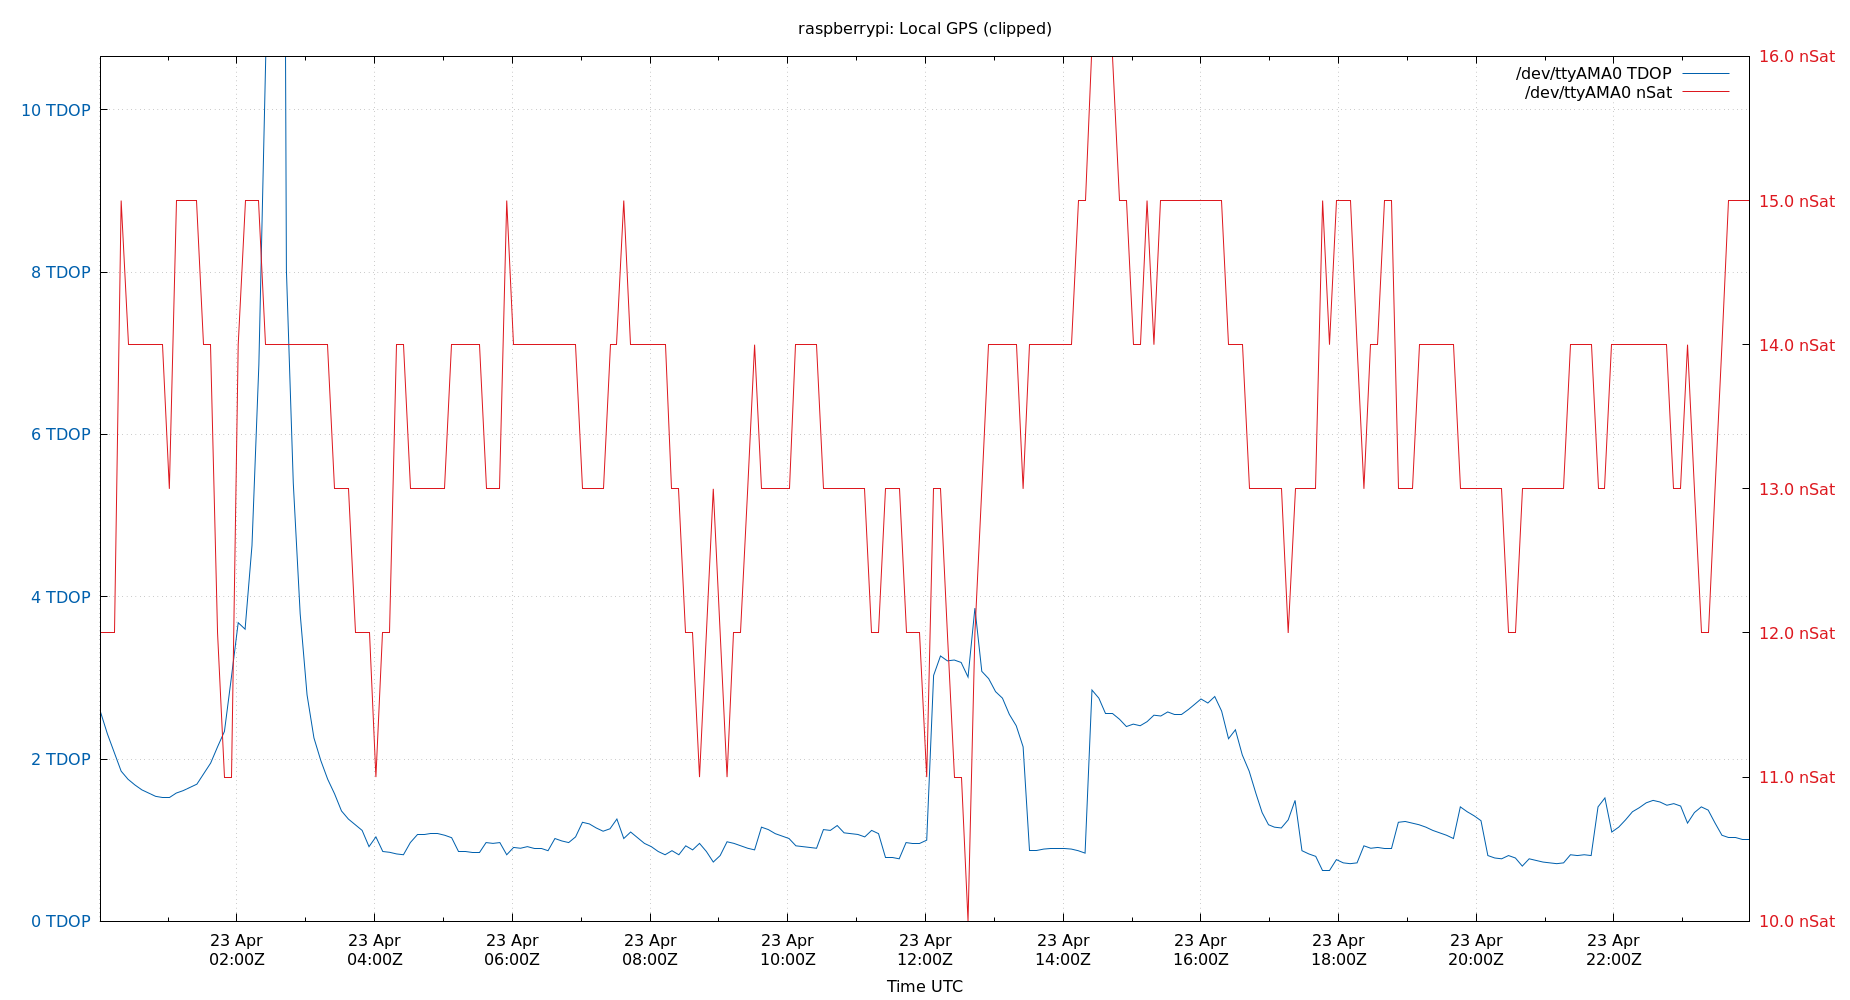 raspberrypi: Local GPS (clipped)
16.0 nSat
/dev/ttyAMA0 TDOP
/dev/ttyAMA0 nSat
10 TDOP
15.0 nSat
8 TDOP
14.0 nSat
6 TDOP
13.0 nSat
4 TDOP
12.0 nSat
2 TDOP
11.0 nSat
0 TDOP
10.0 nSat
23 Apr 23 Apr 23 Apr 23 Apr 23 Apr 23 Apr 23 Apr 23 Apr 23 Apr 23 Apr 23 Apr
02:00Z 04:00Z 06:00Z 08:00Z 10:00Z 12:00Z 14:00Z 16:00Z 18:00Z 20:00Z 22:00Z
Time UTC